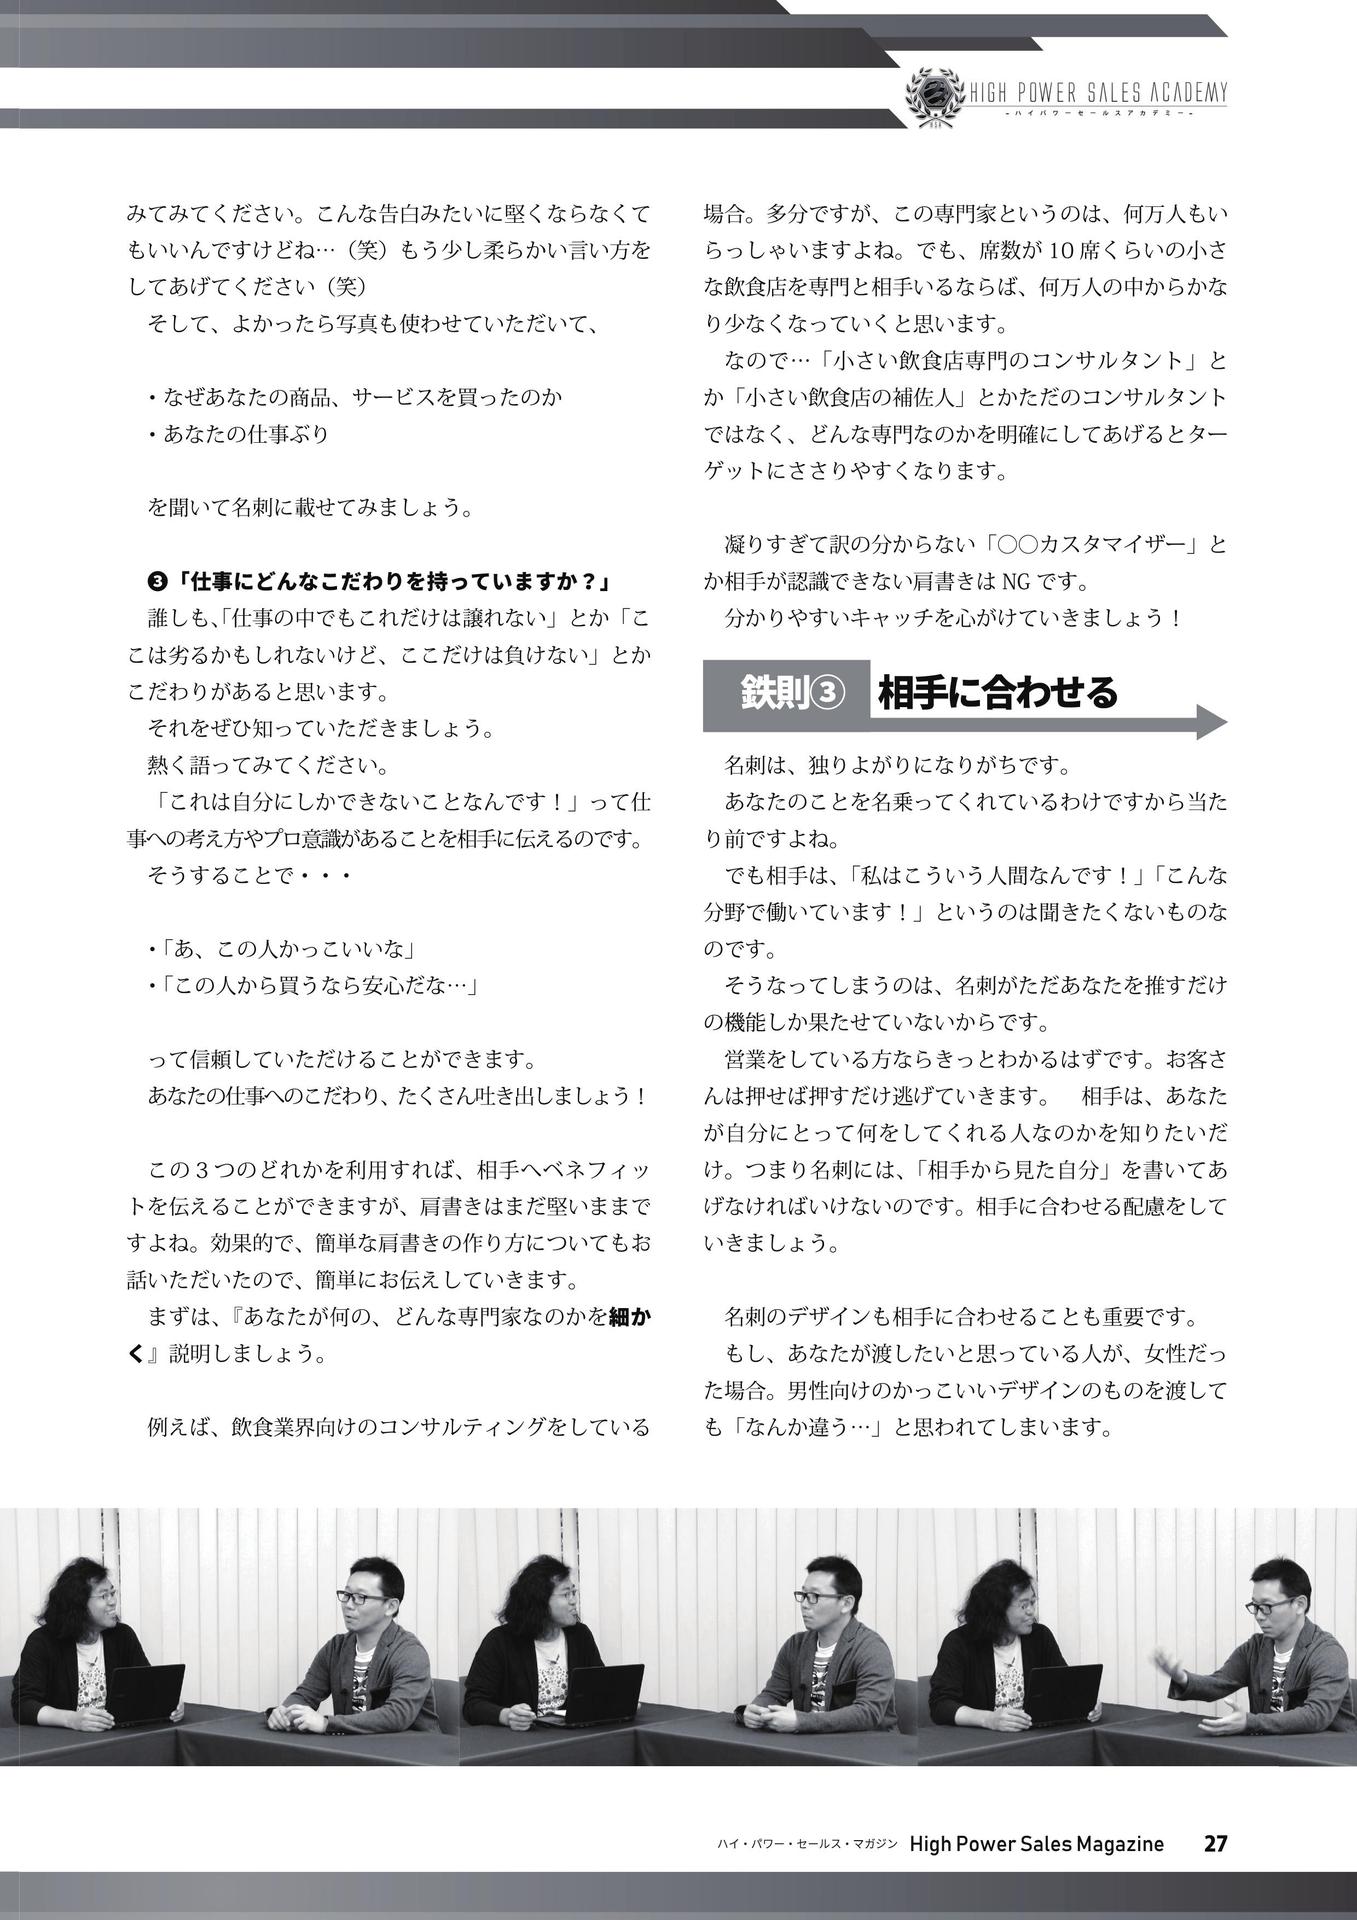 HIGH POWER SALES ACADEMY
-ハイパワーセールスアカデミー-
みてみてください。こんな告白みたいに堅くならなくて
もいいんですけどね…（笑）もう少し柔らかい言い方を
してあげてください（笑）
そして、よかったら写真も使わせていただいて、
・なぜあなたの商品、サービスを買ったのか
・あなたの仕事ぶり
を聞いて名刺に載せてみましょう。
❸「仕事にどんなこだわりを持っていますか？」
誰しも、「仕事の中でもこれだけは譲れない」とか「こ
こは劣るかもしれないけど、ここだけは負けない」とか
こだわりがあると思います。
それをぜひ知っていただきましょう。
熱く語ってみてください。
「これは自分にしかできないことなんです！」って仕
事への考え方やプロ意識があることを相手に伝えるのです。
そうすることで・・・
・「あ、この人かっこいいな」
・「この人から買うなら安心だな…」
って信頼していただけることができます。
あなたの仕事へのこだわり、たくさん吐き出しましょう！
この３つのどれかを利用すれば、相手へベネフィッ
トを伝えることができますが、肩書きはまだ堅いままで
すよね。効果的で、簡単な肩書きの作り方についてもお
話いただいたので、簡単にお伝えしていきます。
まずは、『あなたが何の、どんな専門家なのかを細か
く』説明しましょう。
例えば、飲食業界向けのコンサルティングをしている
場合。多分ですが、この専門家というのは、何万人もい
らっしゃいますよね。でも、席数が 10 席くらいの小さ
な飲食店を専門と相手いるならば、何万人の中からかな
り少なくなっていくと思います。
なので…「小さい飲食店専門のコンサルタント」と
か「小さい飲食店の補佐人」とかただのコンサルタント
ではなく、どんな専門なのかを明確にしてあげるとター
ゲットにささりやすくなります。
凝りすぎて訳の分からない「〇〇カスタマイザー」と
か相手が認識できない肩書きは NG です。
分かりやすいキャッチを心がけていきましょう！
鉄則③ 相手に合わせる
名刺は、独りよがりになりがちです。
あなたのことを名乗ってくれているわけですから当た
り前ですよね。
でも相手は、「私はこういう人間なんです！」「こんな
分野で働いています！」というのは聞きたくないものな
のです。
そうなってしまうのは、名刺がただあなたを推すだけ
の機能しか果たせていないからです。
営業をしている方ならきっとわかるはずです。お客さ
んは押せば押すだけ逃げていきます。　相手は、あなた
が自分にとって何をしてくれる人なのかを知りたいだ
け。つまり名刺には、「相手から見た自分」を書いてあ
げなければいけないのです。相手に合わせる配慮をして
いきましょう。
名刺のデザインも相手に合わせることも重要です。
もし、あなたが渡したいと思っている人が、女性だっ
た場合。男性向けのかっこいいデザインのものを渡して
も「なんか違う…」と思われてしまいます。
ハイ・パワー・セールス・マガジン High Power Sales Magazine 27